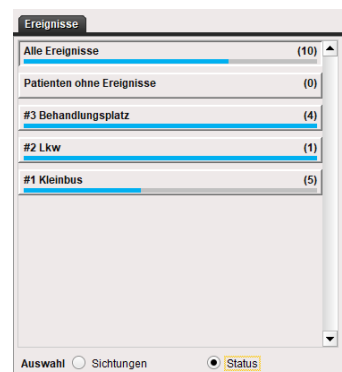 Ereignisse
Alle Ereignisse (10)
Patienten ohne Ereignisse (0)
#3 Behandlungsplatz (4)
#2 Lkw (1)
#1 Kleinbus (5)
Auswahl Sichtungen Status